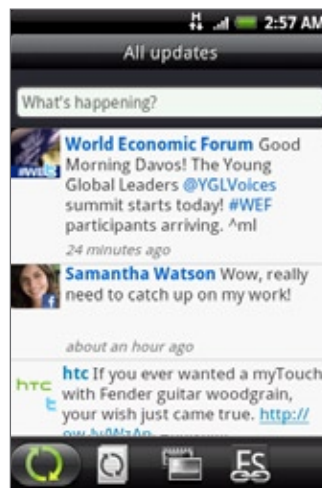 H
2:57 AM
All updates
What's happening?
World Economic Forum Good
Morning Davos! The Young
Global Leaders @YGLVoices
summit starts today! #WEF
participants arriving. ^ml
24 minutes ago
Samantha Watson Wow, really
need to catch up on my work!
about an hour ago
htc If you ever wanted a myTouch
with Fender guitar woodgrain,
your wish just came true. http://
hTC
FS